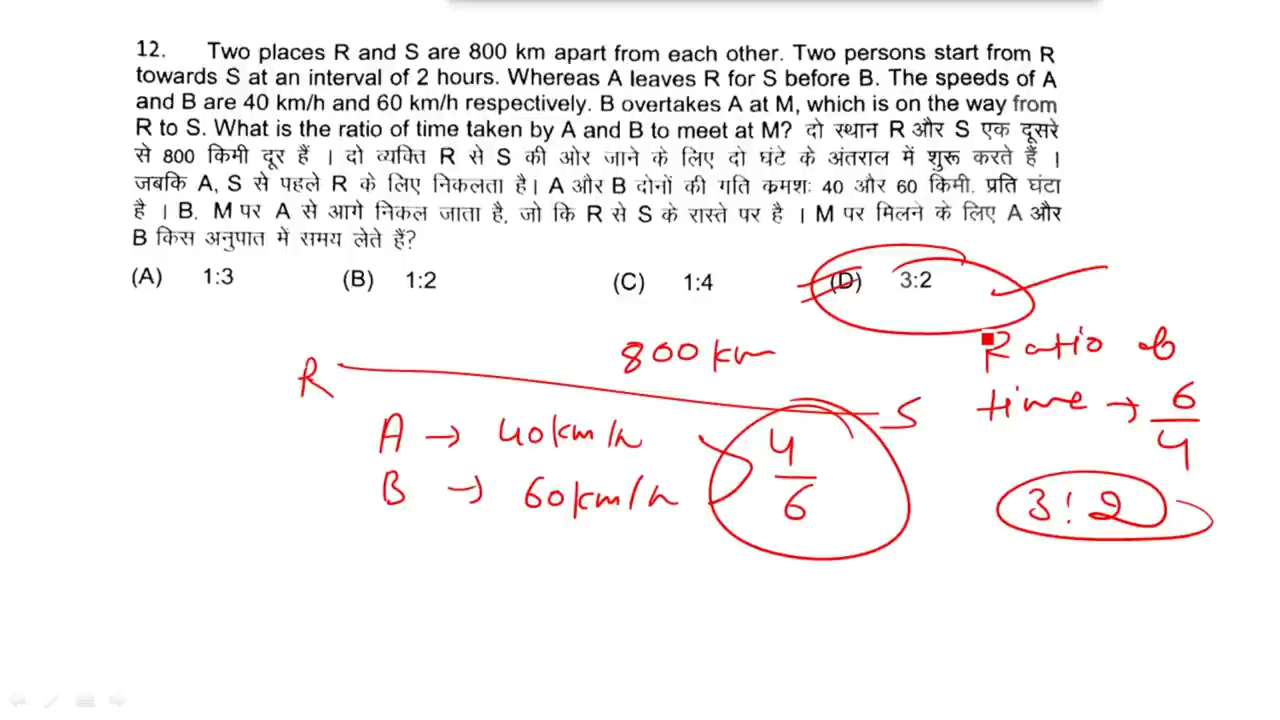 12. Two places R and S are 800 km apart from each other. Two persons start from R
towards S at an interval of 2 hours. Whereas A leaves R for S before B. The speeds of A
and B are 40 km/h and 60 km/h respectively. B overtakes A at M, which is on the way from
R to S. What is the ratio of time taken by A and B to meet at M? दो स्थान R और S एक दूसरे
से 800 किमी दूर हैं । दो व्यक्ति R से S की ओर जाने के लिए दो घंटे के अंतराल में शुरू करते हैं ।
जबकि A, S से पहले R के लिए निकलता है। A और B दोनों की गति क्रमशः 40 और 60 किमी. प्रति घंटा
है । B, M पर A से आगे निकल जाता है, जो कि R से S के रास्ते पर है । M पर मिलने के लिए A और
B किस अनुपात में समय लेते हैं?
(A) 1:3 (B) 1:2 (C) 1:4 (D) 3:2
800 km
R
S
A → 40 km/h
B → 60 km/h
4
6
Ratio of
time → 6
4
3:2